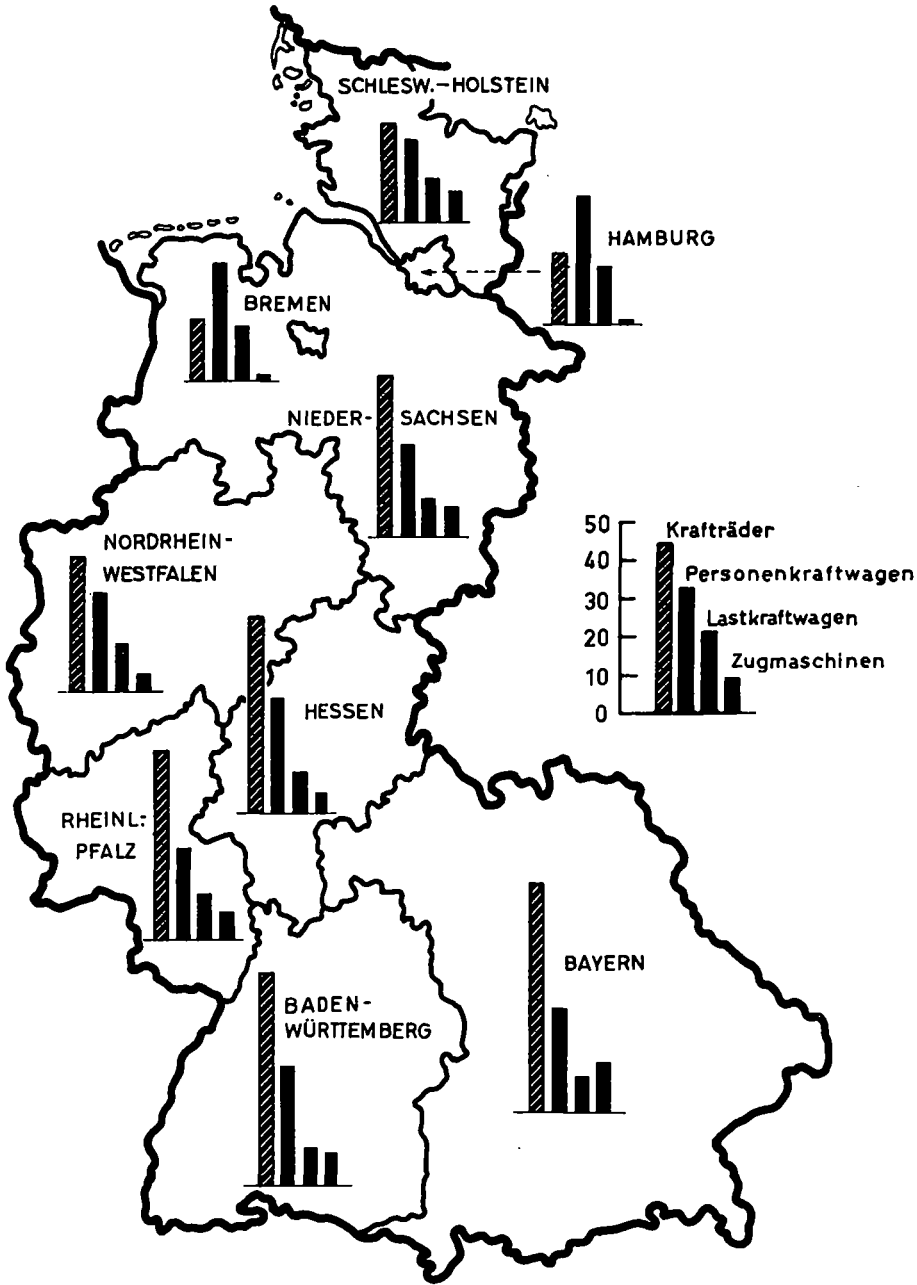 SCHLESW.-HOLSTEIN
HAMBURG
BREMEN
NIEDER-SACHSEN
NORDRHEIN-
WESTFALEN
50
40
30
20
10
0
Krafträder
Personenkraftwagen
Lastkraftwagen
Zugmaschinen
HESSEN
RHEINL.-
PFALZ
BAYERN
BADEN-
WÜRTTEMBERG